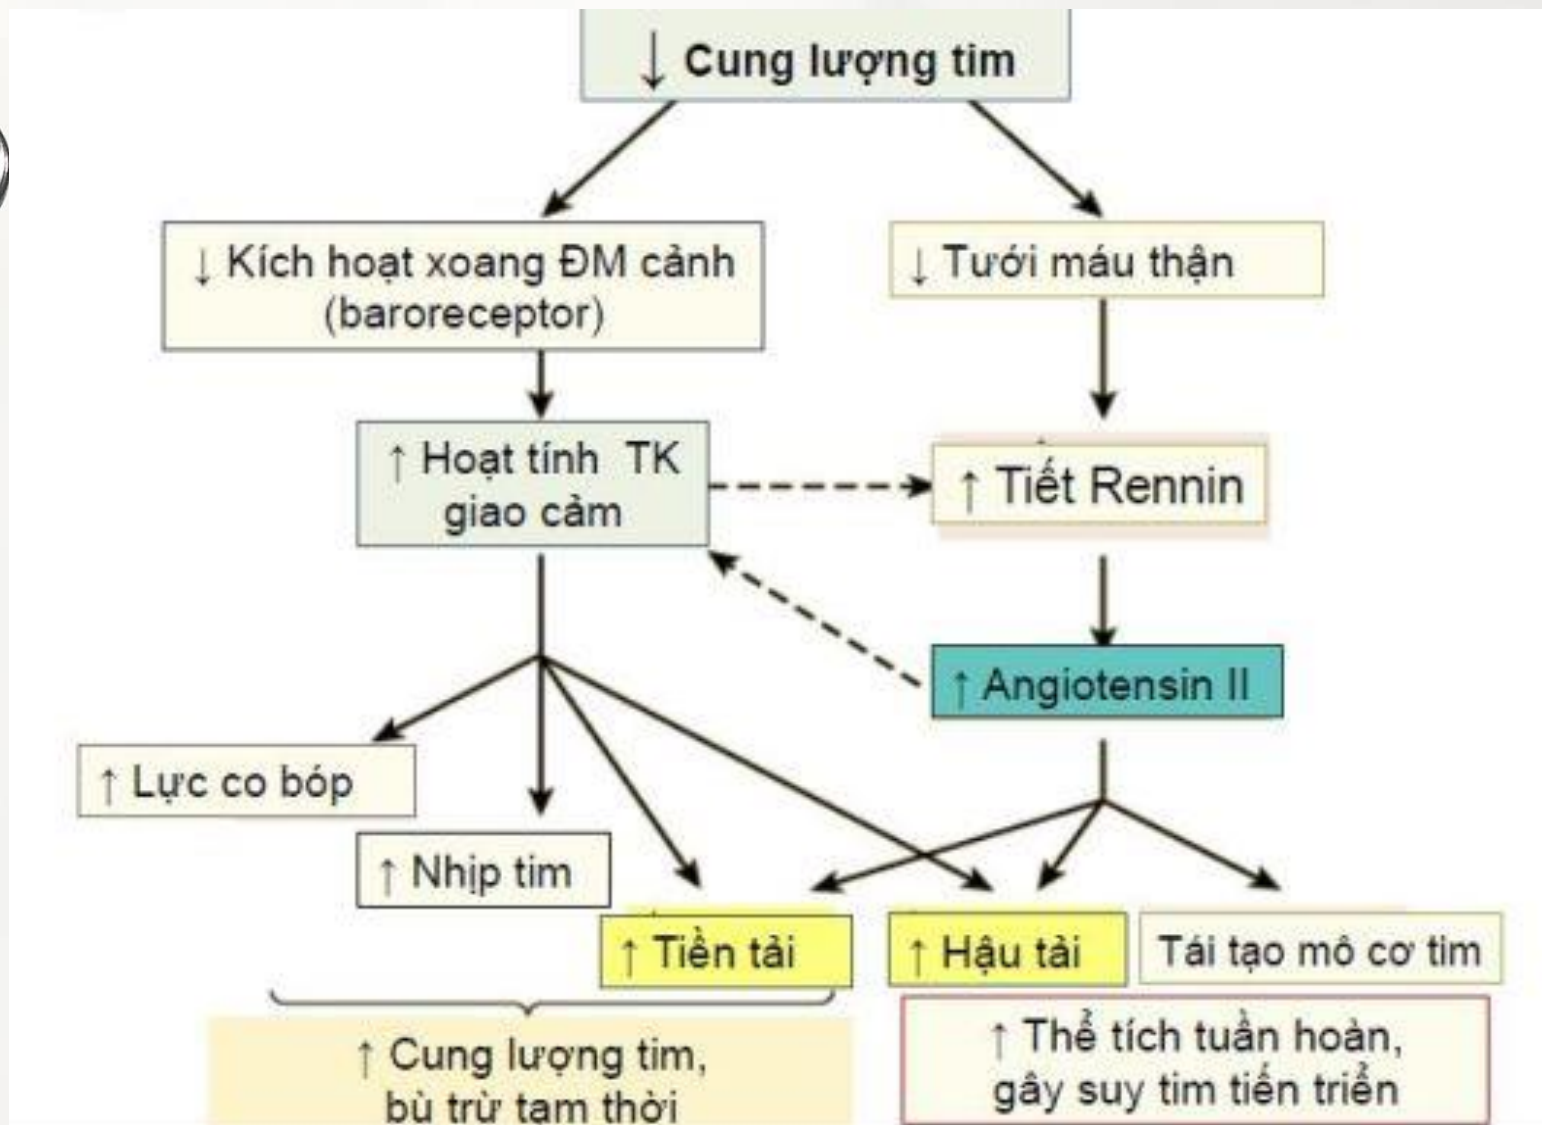 ↓ Cung lượng tim
↓ Kích hoạt xoang ĐM cảnh
(baroreceptor)
↓ Tưới máu thận
↑ Hoạt tính TK
giao cảm
↑ Tiết Rennin
↑ Angiotensin II
↑ Lực co bóp
↑ Nhịp tim
↑ Tiền tải
↑ Hậu tải
Tái tạo mô cơ tim
↑ Cung lượng tim,
bù trừ tạm thời
↑ Thể tích tuần hoàn,
gây suy tim tiến triển